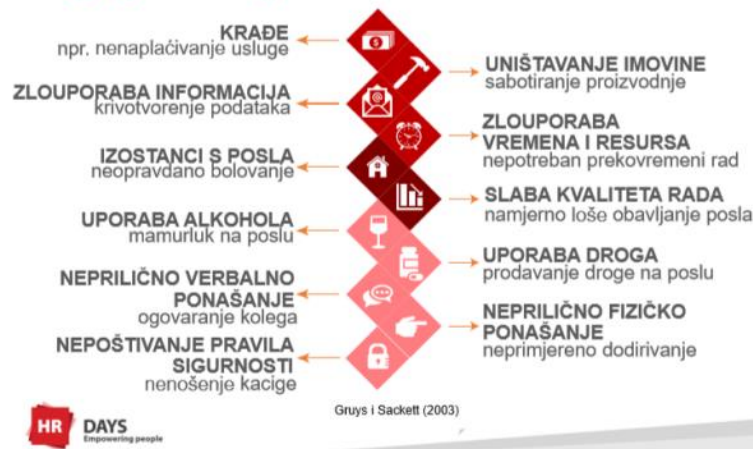 KRAĐE
npr. nenaplaćivanje usluge
UNIŠTAVANJE IMOVINE
sabotiranje proizvodnje
ZLOUPORABA INFORMACIJA
krivotvorenje podataka
ZLOUPORABA
VREMENA I RESURSA
nepotreban prekovremeni rad
IZOSTANCI S POSLA
neopravdano bolovanje
SLABA KVALITETA RADA
namjerno loše obavljanje posla
UPORABA ALKOHOLA
mamurluk na poslu
UPORABA DROGA
prodavanje droge na poslu
NEPRILIČNO VERBALNO
PONAŠANJE
ogovaranje kolega
NEPRILIČNO FIZIČKO
PONAŠANJE
neprimjereno dodirivanje
NEPOŠTIVANJE PRAVILA
SIGURNOSTI
nenošenje kacige
Gruys i Sackett (2003)
HR DAYS
Empowering people